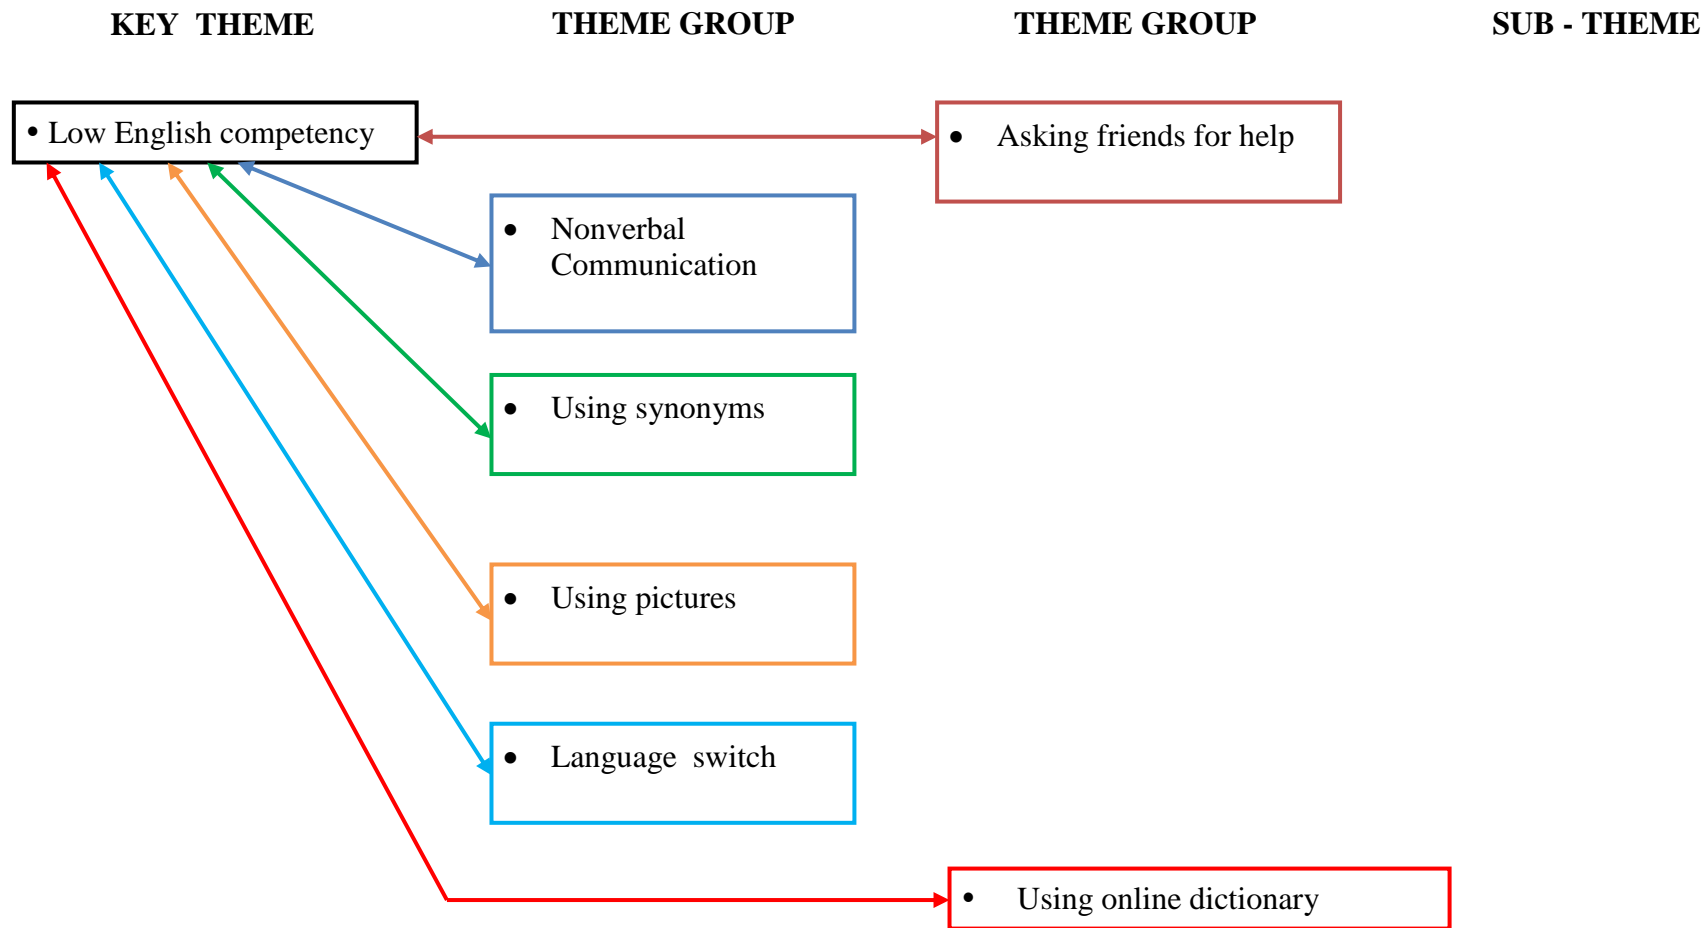 KEY THEME THEME GROUP THEME GROUP SUB - THEME
• Low English competency
• Asking friends for help
• Nonverbal
Communication
• Using synonyms
• Using pictures
• Language switch
• Using online dictionary